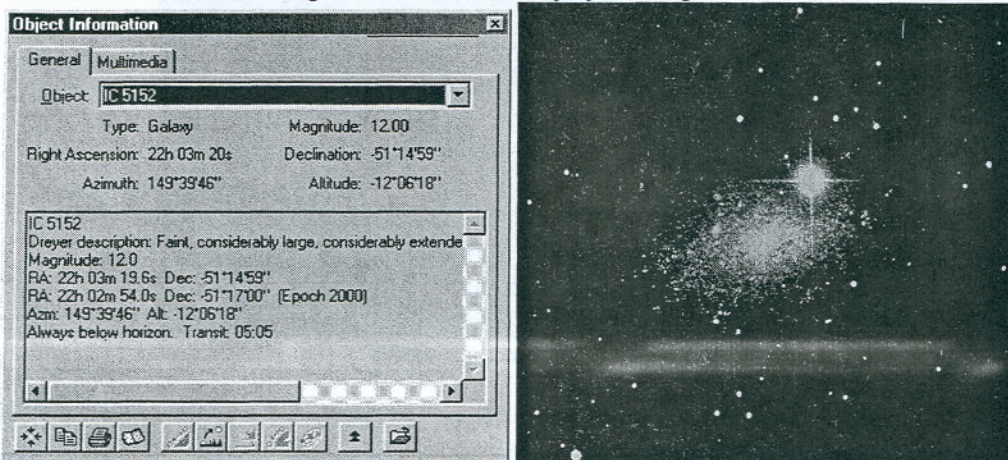 Object Information
General Multimedia
Object: IC 5152
Type: Galaxy Magnitude: 12.00
Right Ascension: 22h 03m 20s Declination: -51°14'59''
Azimuth: 149°39'46'' Altitude: -12°06'18''
IC 5152
Dreyer description: Faint, considerably large, considerably extende
Magnitude: 12.0
RA: 22h 03m 19.6s Dec: -51°14'59''
RA: 22h 02m 54.0s Dec: -51°17'00'' (Epoch 2000)
Azm: 149°39'46'' Alt: -12°06'18''
Always below horizon. Transit: 05:05